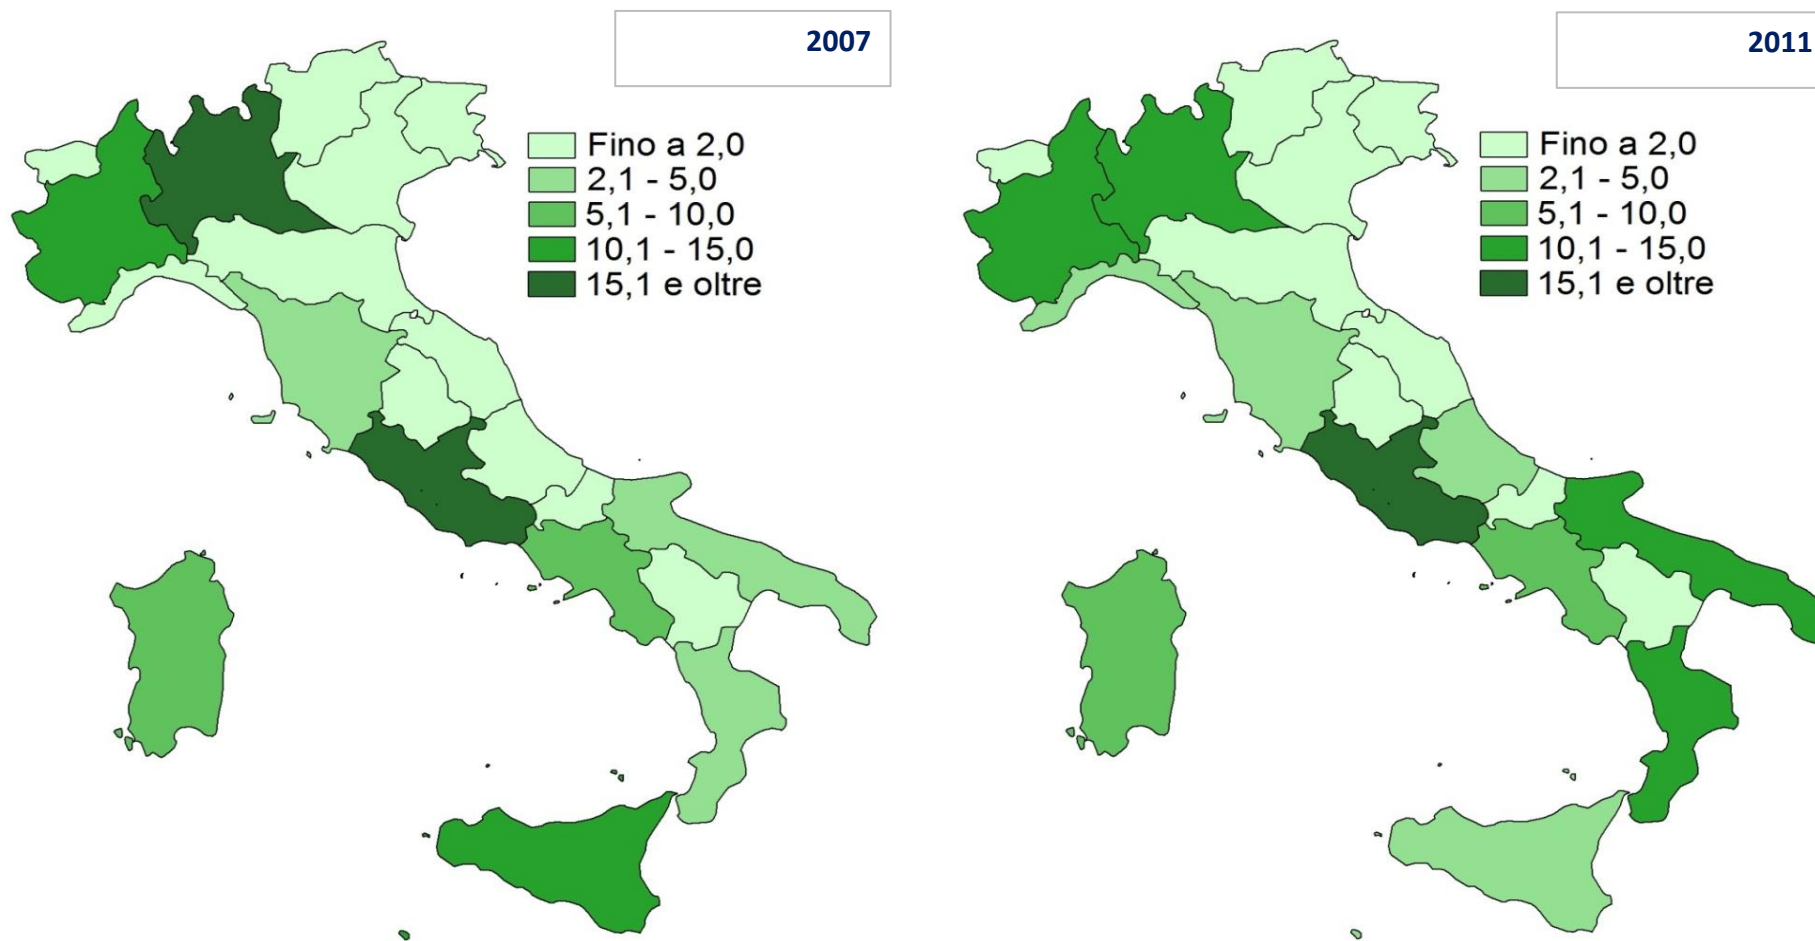 2007
Fino a 2,0
2,1 - 5,0
5,1 - 10,0
10,1 - 15,0
15,1 e oltre
2011
Fino a 2,0
2,1 - 5,0
5,1 - 10,0
10,1 - 15,0
15,1 e oltre